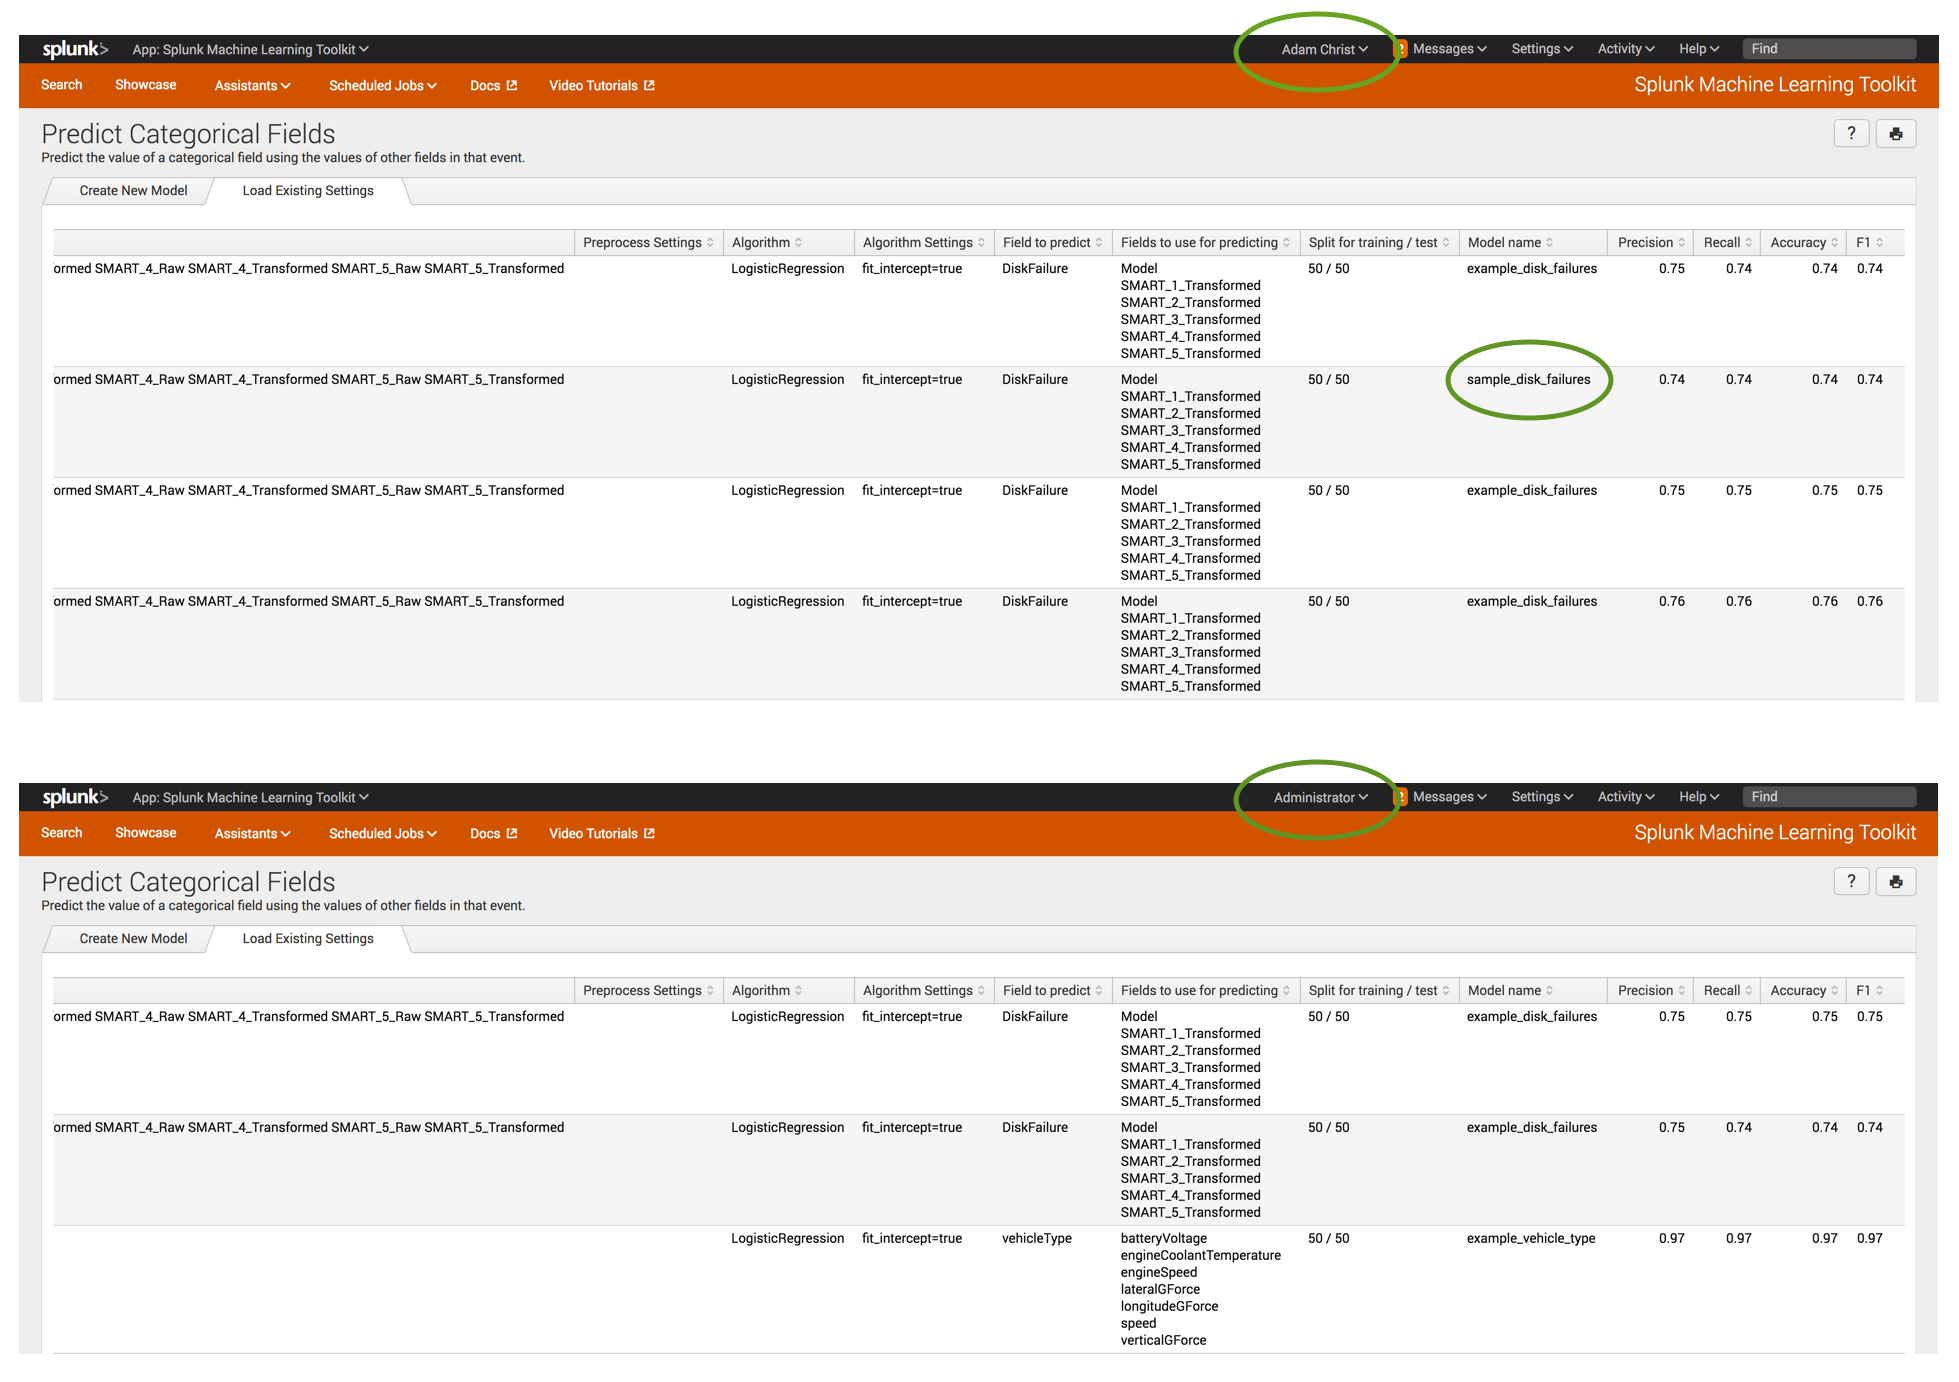 splunk> App: Splunk Machine Learning Toolkit Adam Christ Messages Settings Activity Help Find
Search Showcase Assistants Scheduled Jobs Docs Video Tutorials Splunk Machine Learning Toolkit
Predict Categorical Fields ?
Predict the value of a categorical field using the values of other fields in that event.
Create New Model Load Existing Settings
Preprocess Settings Algorithm Algorithm Settings Field to predict Fields to use for predicting Split for training / test Model name Precision Recall Accuracy F1
SMART_4_Raw SMART_4_Transformed SMART_5_Raw SMART_5_Transformed LogisticRegression fit_intercept=true DiskFailure Model 50 / 50 example_disk_failures 0.75 0.74 0.74 0.74
SMART_1_Transformed
SMART_2_Transformed
SMART_3_Transformed
SMART_4_Transformed
SMART_5_Transformed
SMART_4_Raw SMART_4_Transformed SMART_5_Raw SMART_5_Transformed LogisticRegression fit_intercept=true DiskFailure Model 50 / 50 sample_disk_failures 0.74 0.74 0.74 0.74
SMART_1_Transformed
SMART_2_Transformed
SMART_3_Transformed
SMART_4_Transformed
SMART_5_Transformed
SMART_4_Raw SMART_4_Transformed SMART_5_Raw SMART_5_Transformed LogisticRegression fit_intercept=true DiskFailure Model 50 / 50 example_disk_failures 0.75 0.75 0.75 0.75
SMART_1_Transformed
SMART_2_Transformed
SMART_3_Transformed
SMART_4_Transformed
SMART_5_Transformed
SMART_4_Raw SMART_4_Transformed SMART_5_Raw SMART_5_Transformed LogisticRegression fit_intercept=true DiskFailure Model 50 / 50 example_disk_failures 0.76 0.76 0.76 0.76
SMART_1_Transformed
SMART_2_Transformed
SMART_3_Transformed
SMART_4_Transformed
SMART_5_Transformed
splunk> App: Splunk Machine Learning Toolkit Administrator 2 Messages Settings Activity Help Find
Search Showcase Assistants Scheduled Jobs Docs Video Tutorials Splunk Machine Learning Toolkit
Predict Categorical Fields ?
Predict the value of a categorical field using the values of other fields in that event.
Create New Model Load Existing Settings
Preprocess Settings Algorithm Algorithm Settings Field to predict Fields to use for predicting Split for training / test Model name Precision Recall Accuracy F1
SMART_4_Raw SMART_4_Transformed SMART_5_Raw SMART_5_Transformed LogisticRegression fit_intercept=true DiskFailure Model 50 / 50 example_disk_failures 0.75 0.75 0.75 0.75
SMART_1_Transformed
SMART_2_Transformed
SMART_3_Transformed
SMART_4_Transformed
SMART_5_Transformed
SMART_4_Raw SMART_4_Transformed SMART_5_Raw SMART_5_Transformed LogisticRegression fit_intercept=true DiskFailure Model 50 / 50 example_disk_failures 0.75 0.74 0.74 0.74
SMART_1_Transformed
SMART_2_Transformed
SMART_3_Transformed
SMART_4_Transformed
SMART_5_Transformed
LogisticRegression fit_intercept=true vehicleType batteryVoltage 50 / 50 example_vehicle_type 0.97 0.97 0.97 0.97
engineCoolantTemperature
engineSpeed
lateralGForce
longitudeGForce
speed
verticalGForce